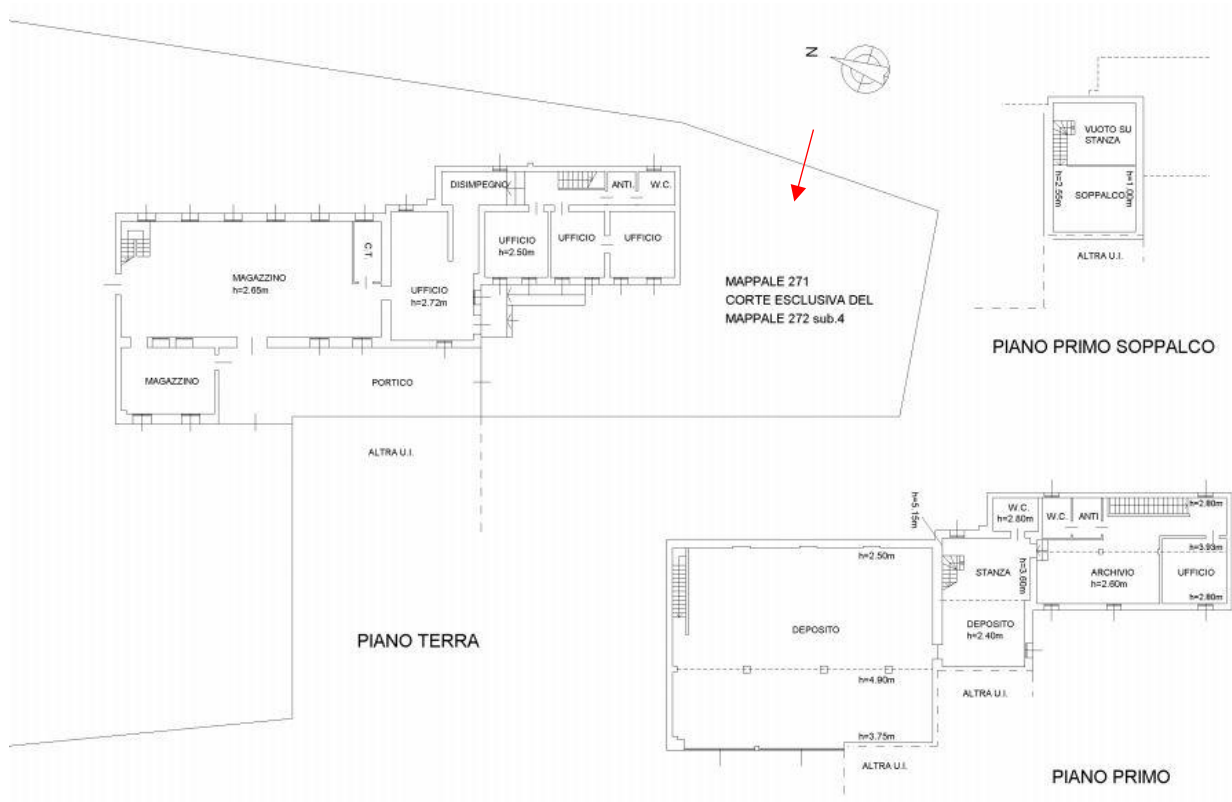 N
VUOTO SU
STANZA
h=2.55m
h=1.00m
SOPPALCO
ALTRA U.I.
PIANO PRIMO SOPPALCO
DISIMPEGNO
ANTI.
W.C.
UFFICIO
h=2.50m
UFFICIO
UFFICIO
C.T.
MAGAZZINO
h=2.65m
UFFICIO
h=2.72m
MAPPALE 271
CORTE ESCLUSIVA DEL
MAPPALE 272 sub.4
MAGAZZINO
PORTICO
ALTRA U.I.
PIANO TERRA
h=5.15m
W.C.
h=2.80m
W.C.
ANTI
h=2.80m
h=2.50m
h=3.93m
STANZA
h=3.60m
ARCHIVIO
h=2.60m
UFFICIO
h=2.80m
DEPOSITO
DEPOSITO
h=2.40m
h=4.90m
ALTRA U.I.
h=3.75m
ALTRA U.I.
PIANO PRIMO